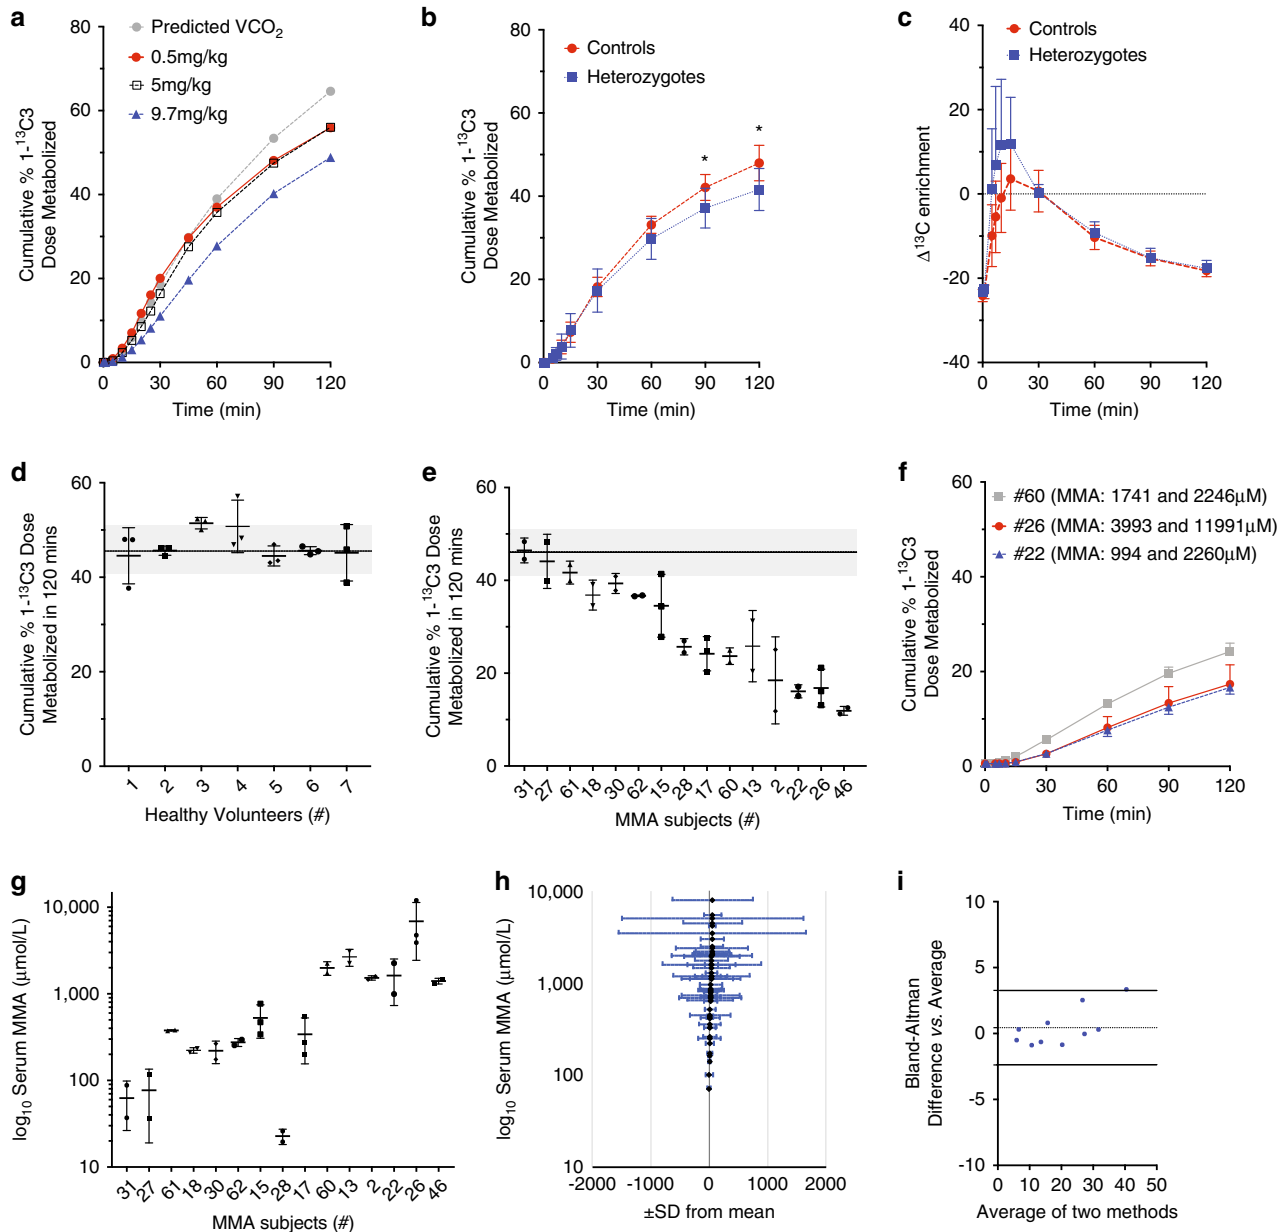 a
Predicted VCO2
0.5mg/kg
5mg/kg
9.7mg/kg
Cumulative % 1-¹³C3
Dose Metabolized
80
60
40
20
0
0 30 60 90 120
Time (min)
b
Controls
Heterozygotes
Cumulative % 1-¹³C3
Dose Metabolized
80
60
40
20
0
* *
0 30 60 90 120
Time (min)
c
Controls
Heterozygotes
Δ¹³C enrichment
40
20
0
-20
-40
0 30 60 90 120
Time (min)
d
Cumulative % 1-¹³C3 Dose
Metabolized in 120 mins
60
40
20
0
1 2 3 4 5 6 7
Healthy Volunteers (#)
e
Cumulative % 1-¹³C3 Dose
Metabolized in 120 mins
60
40
20
0
31 27 61 18 30 62 15 28 17 60 13 2 22 26 46
MMA subjects (#)
f
#60 (MMA: 1741 and 2246µM)
#26 (MMA: 3993 and 11991µM)
#22 (MMA: 994 and 2260µM)
Cumulative % 1-¹³C3
Dose Metabolized
60
40
20
0
0 30 60 90 120
Time (min)
g
log₁₀ Serum MMA (µmol/L)
10,000
1,000
100
10
31 27 61 18 30 62 15 28 17 60 13 2 22 26 46
MMA subjects (#)
h
log₁₀ Serum MMA (µmol/L)
10,000
1,000
100
10
-2000 -1000 0 1000 2000
±SD from mean
i
Bland-Altman
Difference vs. Average
10
5
0
-5
-10
0 10 20 30 40 50
Average of two methods